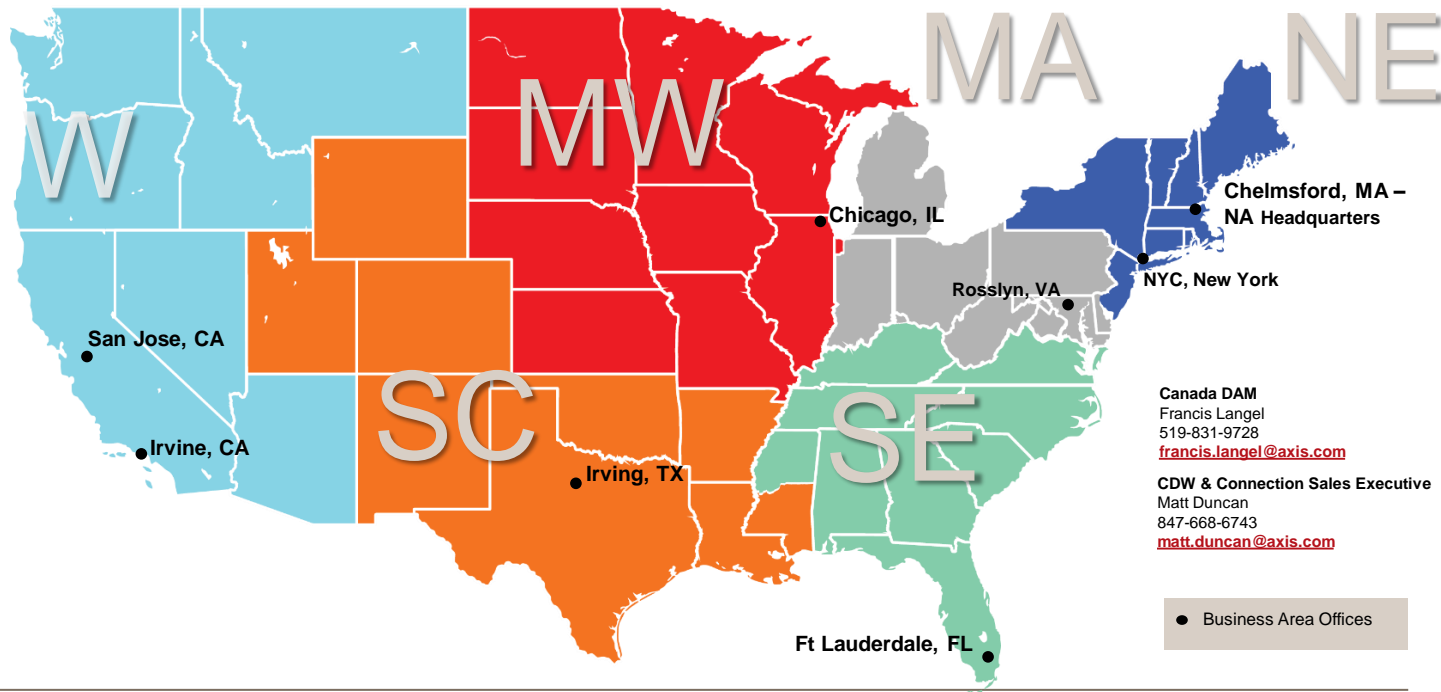 MA
NE
MW
W
Chelmsford, MA –
NA Headquarters
Chicago, IL
NYC, New York
Rosslyn, VA
San Jose, CA
SC
SE
Irvine, CA
Irving, TX
Ft Lauderdale, FL
Canada DAM
Francis Langel
519-831-9728
francis.langel@axis.com
CDW & Connection Sales Executive
Matt Duncan
847-668-6743
matt.duncan@axis.com
● Business Area Offices